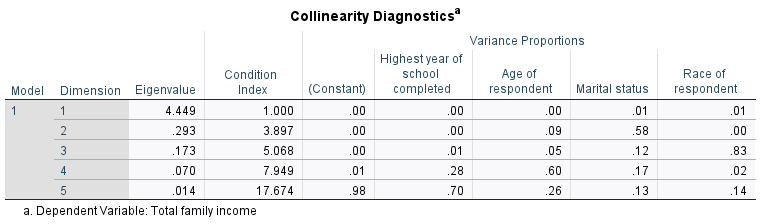 Collinearity Diagnosticsa
Variance Proportions
Model Dimension Eigenvalue Condition Index (Constant) Highest year of school completed Age of respondent Marital status Race of respondent
1 1 4.449 1.000 .00 .00 .00 .01 .01
2 .293 3.897 .00 .00 .09 .58 .00
3 .173 5.068 .00 .01 .05 .12 .83
4 .070 7.949 .01 .28 .60 .17 .02
5 .014 17.674 .98 .70 .26 .13 .14
a. Dependent Variable: Total family income